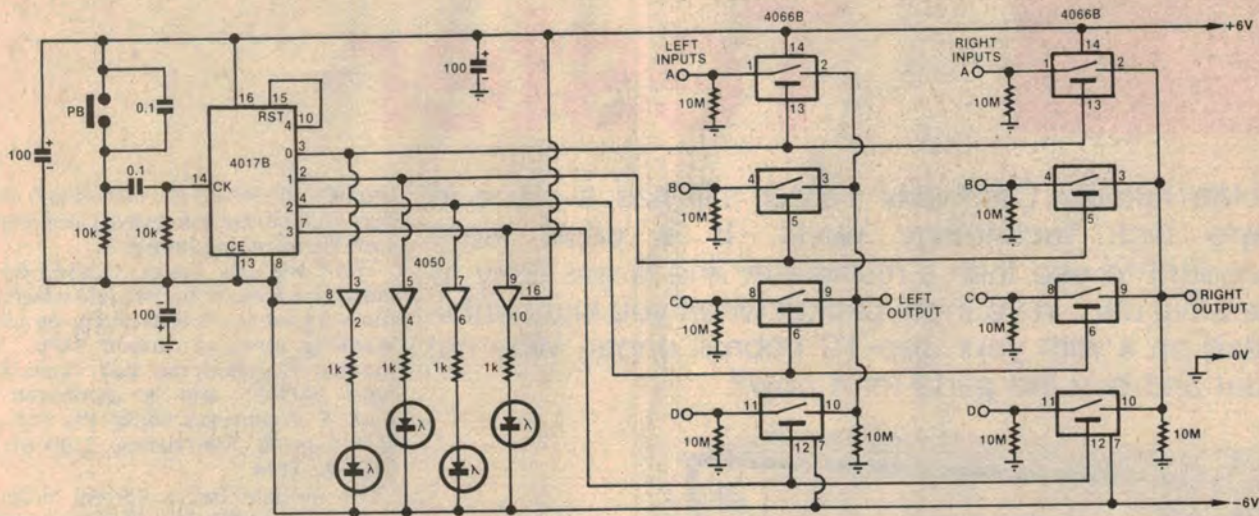 4066B
4066B
+6V
LEFT
INPUTS
RIGHT
INPUTS
14
14
A
1
2
A
1
2
100
+
-
10M
13
10M
13
PB
0.1
16
15
RST
4
10
100
+
-
0.1
14
CK
4017B
0
3
1
2
2
4
3
7
B
4
3
B
4
3
10M
5
10M
5
10k
10k
CE
13
8
4050
C
8
9
LEFT
OUTPUT
C
8
9
RIGHT
OUTPUT
100
+
8
3
5
7
9
16
2
4
6
10
10M
6
10M
6
0V
1k
1k
1k
1k
D
11
10
D
11
10
λ
λ
λ
λ
10M
12
7
10M
10M
12
7
10M
-6V